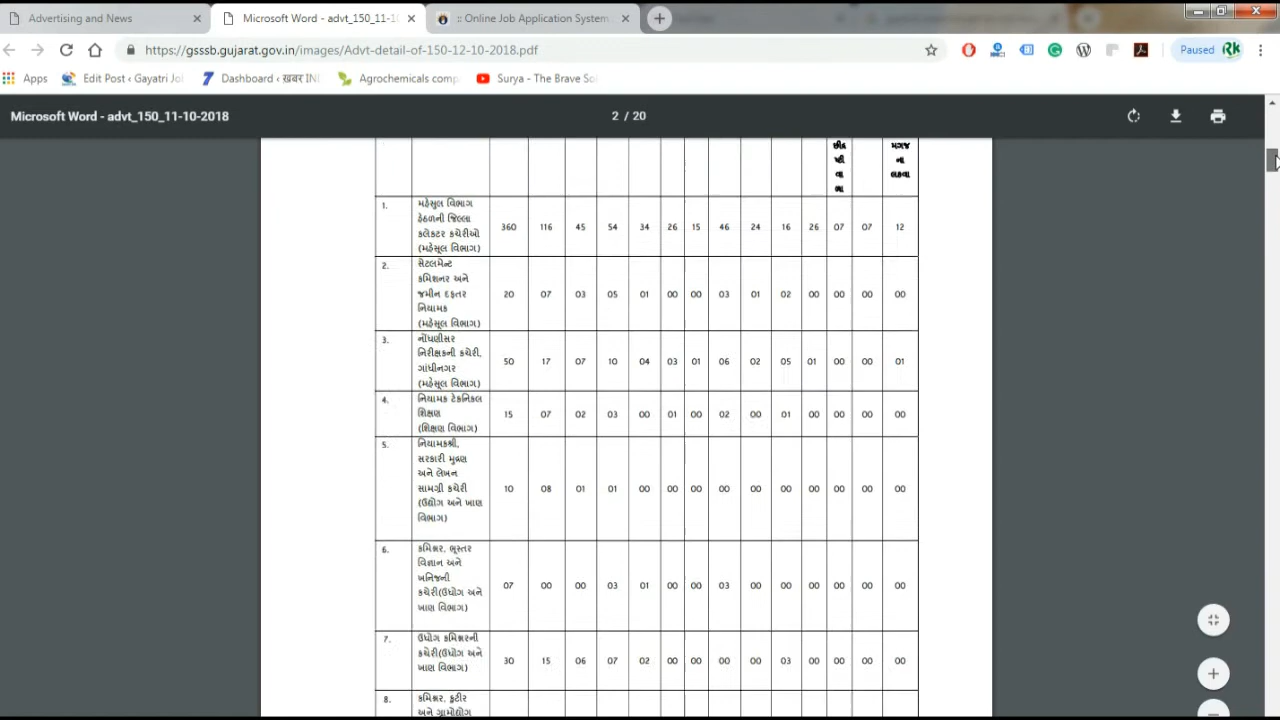 Advertising and News
Microsoft Word - advt_150_11-10
:: Online Job Application System
https://gsssb.gujarat.gov.in/images/Advt-detail-of-150-12-10-2018.pdf
Paused
Apps
Edit Post ‹ Gayatri Jo
Dashboard ‹ ख़बर INI
Agrochemicals comp
Surya - The Brave So
Microsoft Word - advt_150_11-10-2018
2 / 20
મગજ
ના
લકવા
1. મહેસુલ વિભાગ
હેઠળની જિલ્લા
કલેકટર કચેરીઓ 360 116 45 54 34 26 15 46 24 16 26 07 07 12
(મહેસૂલ વિભાગ)
2. સેટલમેન્ટ
કમિશનર અને
જમીન દફતર 20 07 03 05 01 00 00 03 01 02 00 00 00 00
નિયામક
(મહેસૂલ વિભાગ)
3. નોંધણીસર
નિરીક્ષકની કચેરી,
ગાંધીનગર 50 17 07 10 04 03 01 06 02 05 01 00 00 01
(મહેસૂલ વિભાગ)
4. નિયામક ટેકનિકલ
શિક્ષણ 15 07 02 03 00 01 00 02 00 01 00 00 00 00
(શિક્ષણ વિભાગ)
5. નિયામકશ્રી,
સરકારી મુદ્રણ
અને લેખન
સામગ્રી કચેરી 10 08 01 01 00 00 00 00 00 00 00 00 00 00
(ઉદ્યોગ અને ખાણ
વિભાગ)
6. કમિશ્નર, ભૂસ્તર
વિજ્ઞાન અને
ખનિજની 07 00 00 03 01 00 00 03 00 00 00 00 00 00
કચેરી(ઉધોગ અને
ખાણ વિભાગ)
7. ઉધોગ કમિશ્નરની
કચેરી(ઉધોગ અને 30 15 06 07 02 00 00 00 00 03 00 00 00 00
ખાણ વિભાગ)
8. કમિશ્નર, કુટીર
અને ગ્રામોદ્યોગ